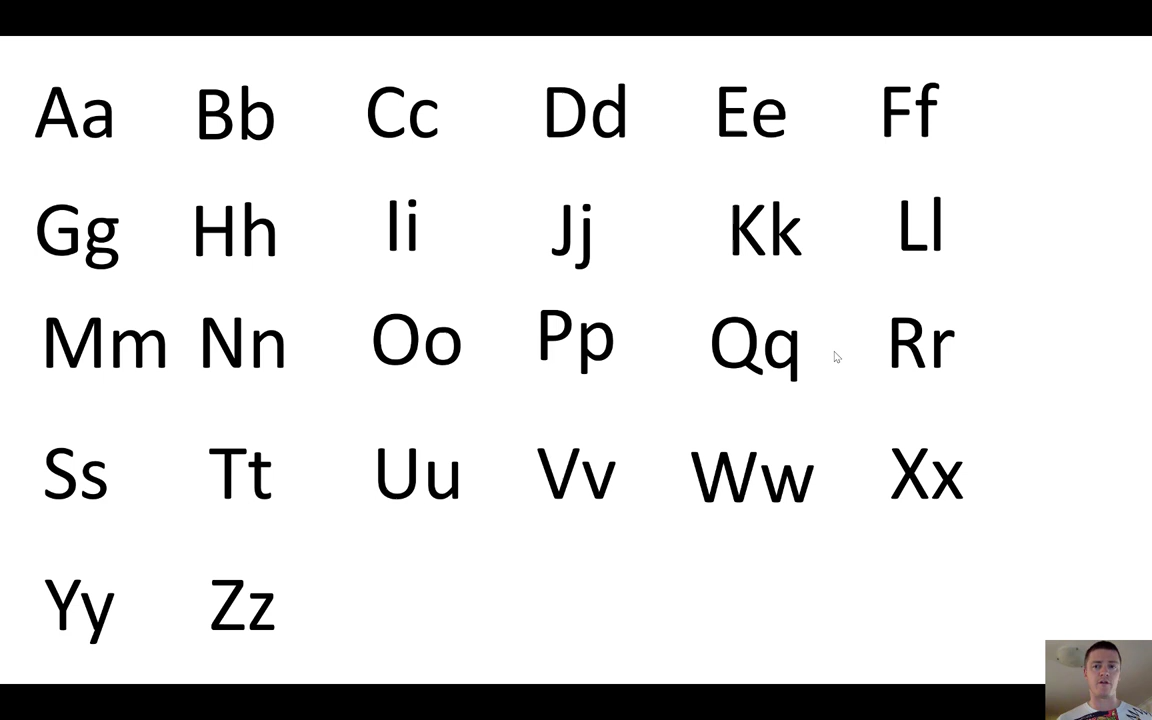 Aa Bb Cc Dd Ee Ff
Gg Hh Ii Jj Kk Ll
Mm Nn Oo Pp Qq Rr
Ss Tt Uu Vv Ww Xx
Yy Zz